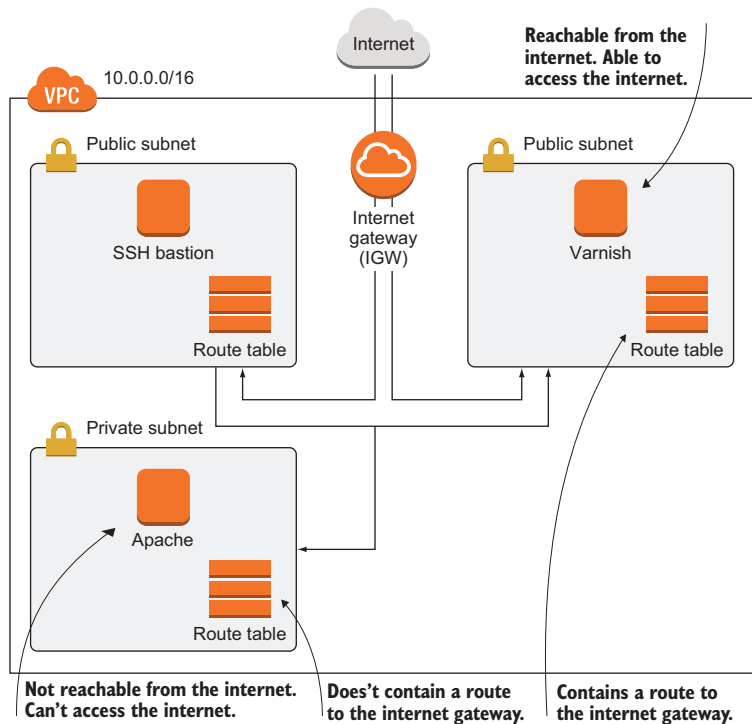 Internet
Reachable from the
internet. Able to
access the internet.
VPC
10.0.0.0/16
Public subnet
SSH bastion
Route table
Internet
gateway
(IGW)
Public subnet
Varnish
Route table
Private subnet
Apache
Route table
Not reachable from the internet.
Can't access the internet.
Does't contain a route
to the internet gateway.
Contains a route to
the internet gateway.